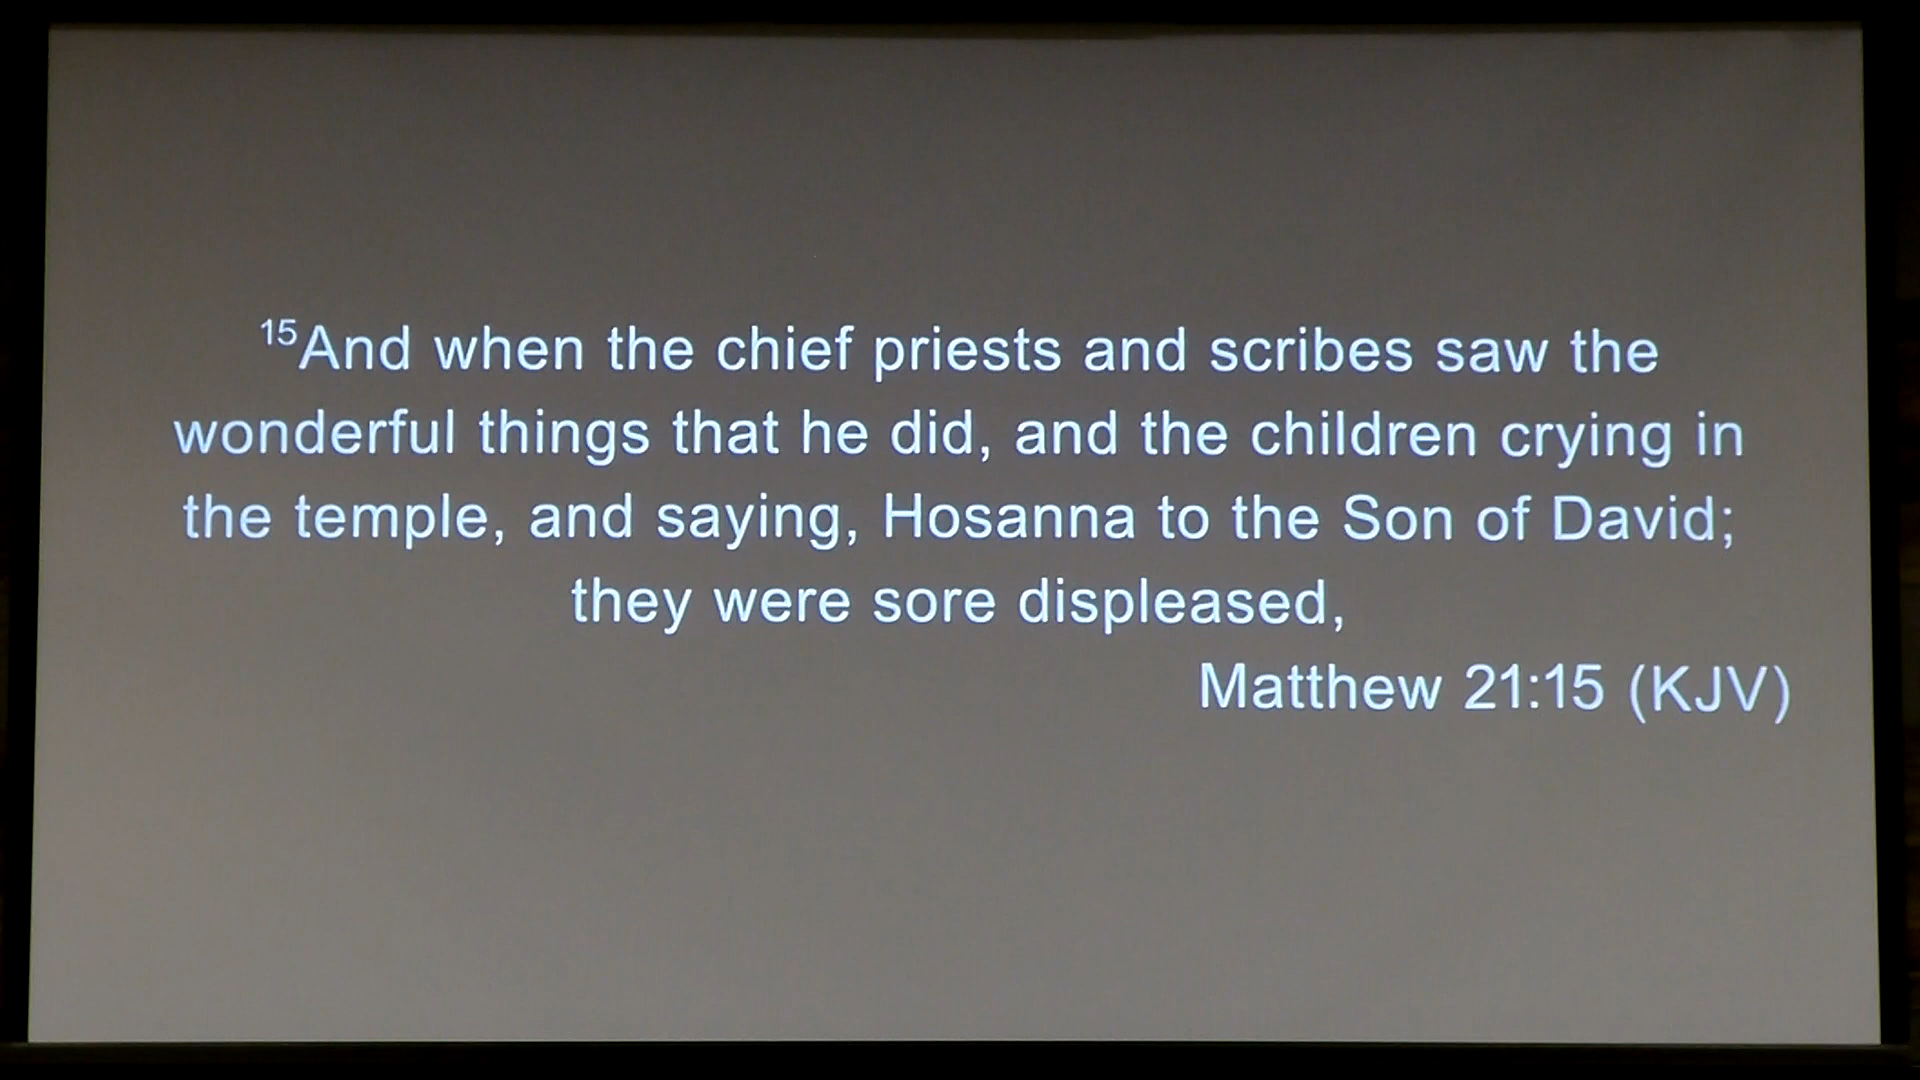 15And when the chief priests and scribes saw the
wonderful things that he did, and the children crying in
the temple, and saying, Hosanna to the Son of David;
they were sore displeased,
Matthew 21:15 (KJV)